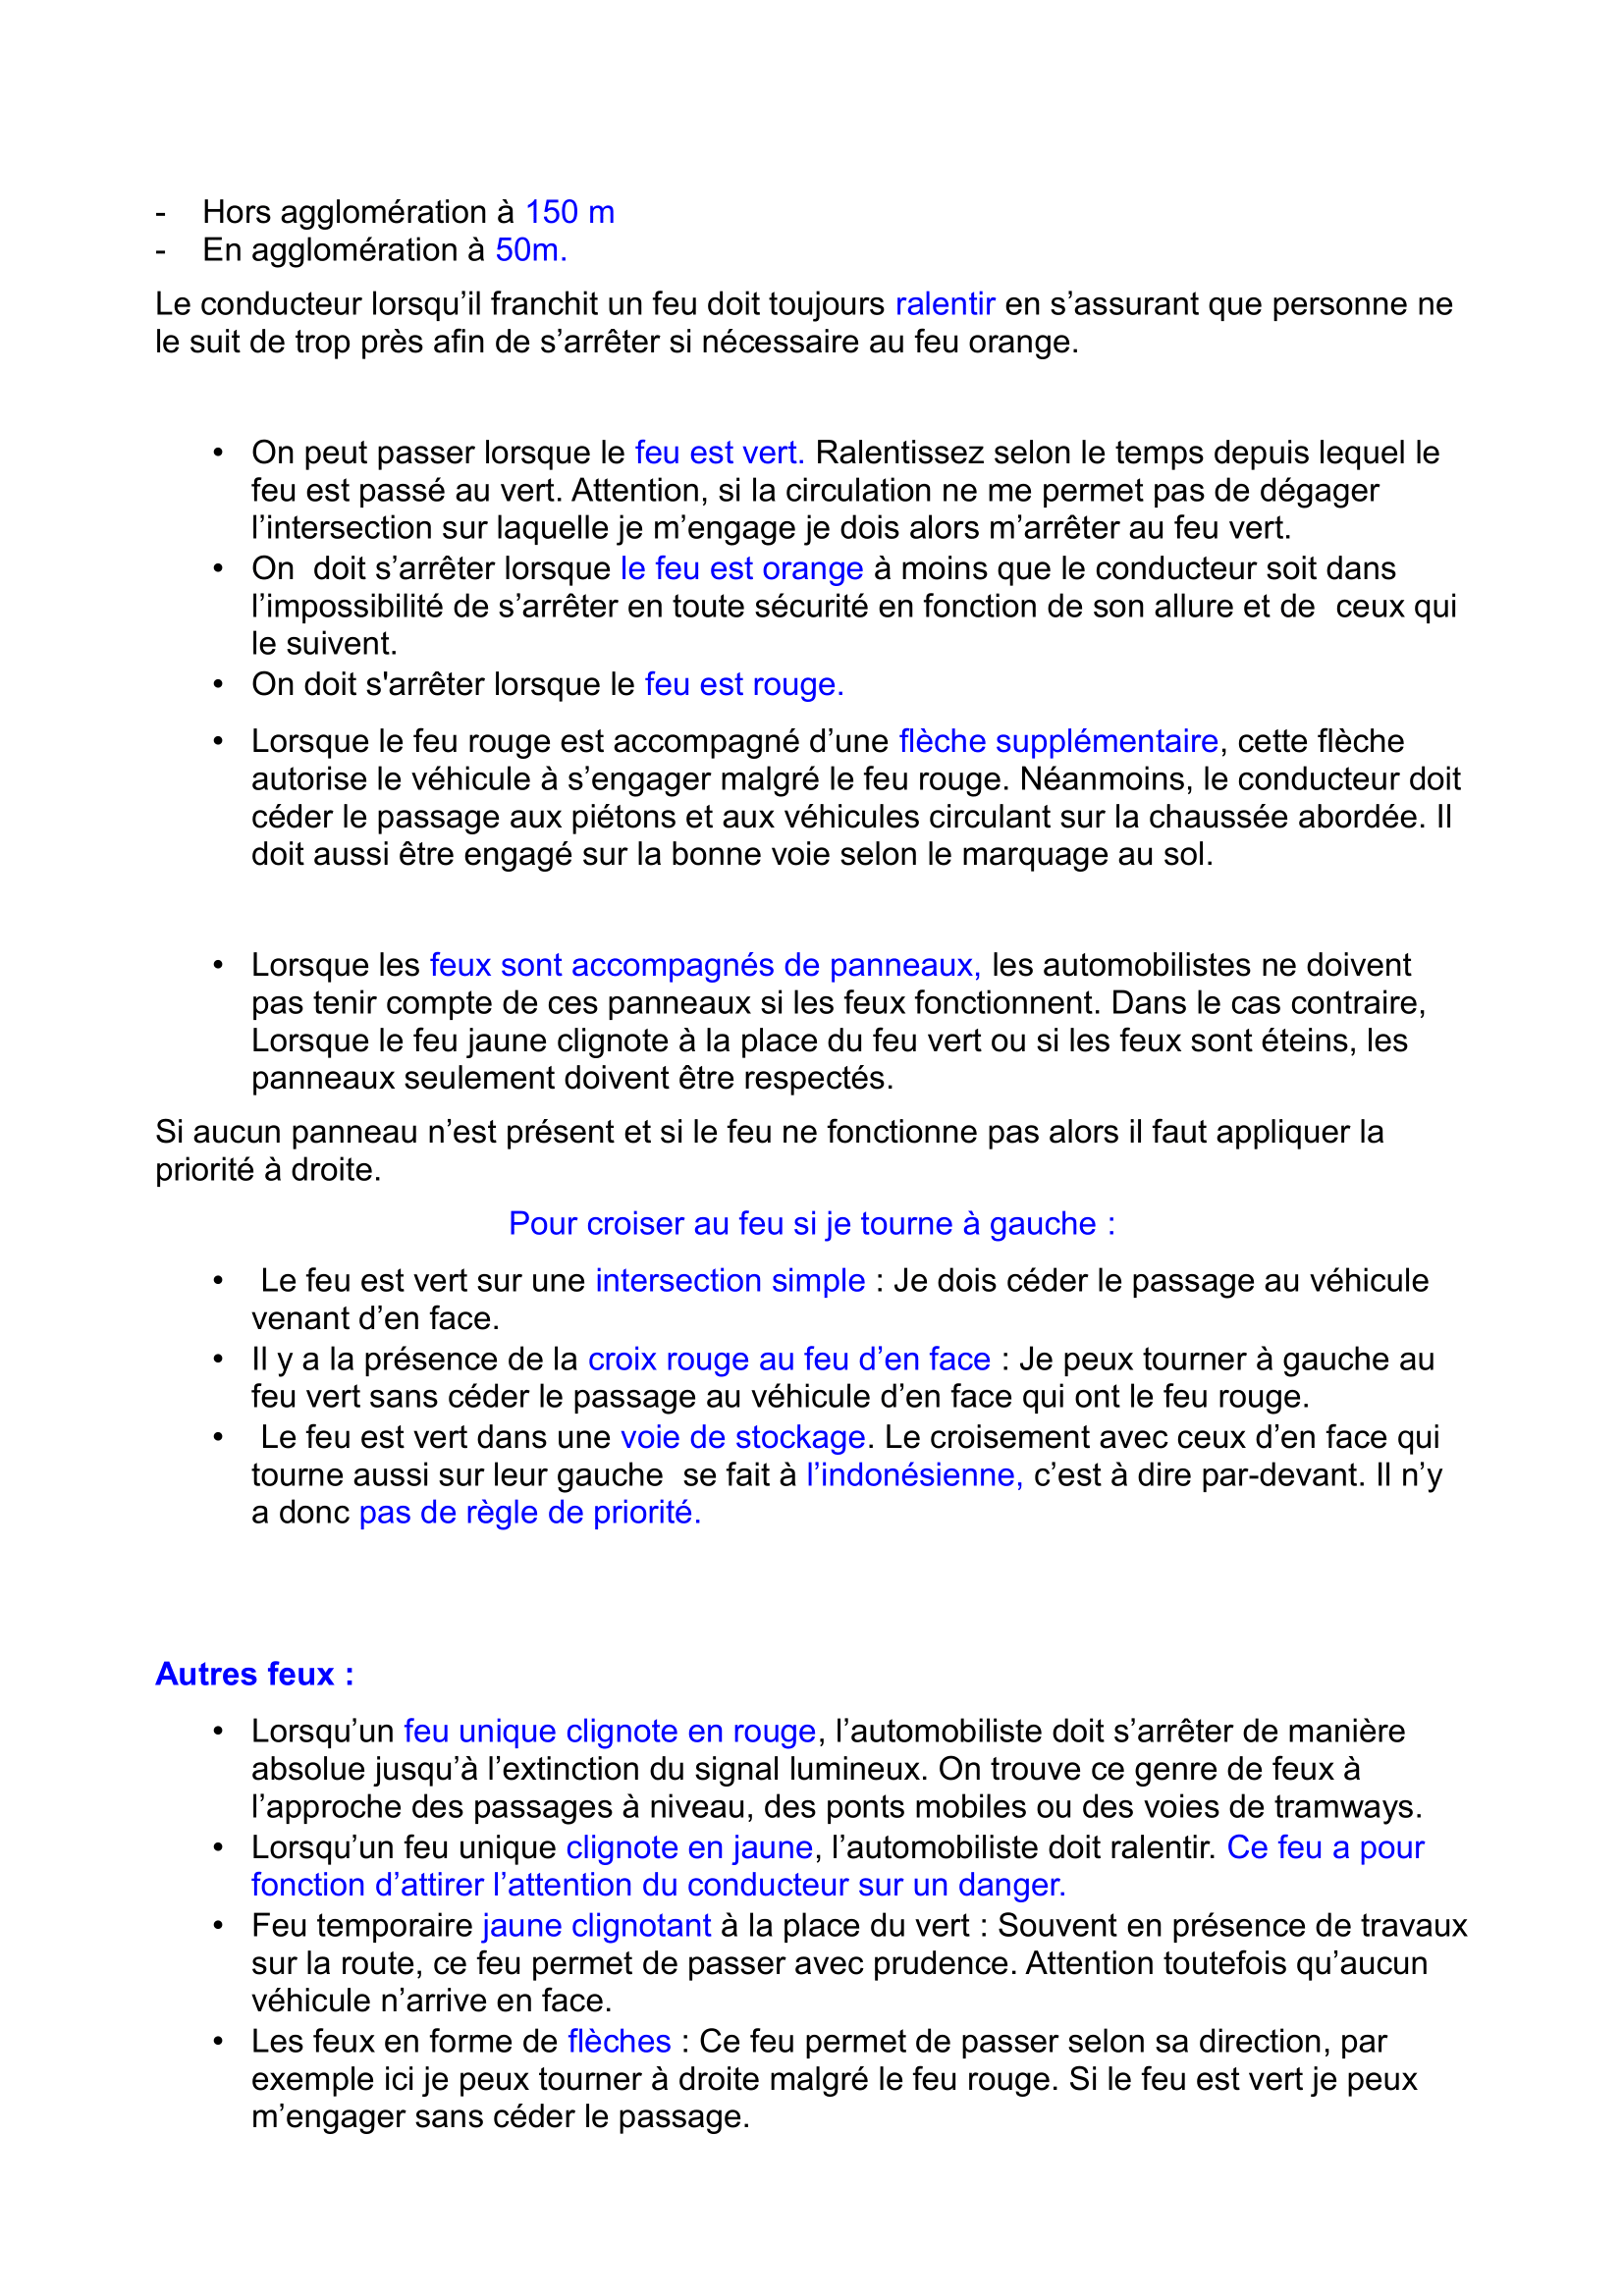 - Hors agglomération à 150 m
- En agglomération à 50m.
Le conducteur lorsqu’il franchit un feu doit toujours ralentir en s’assurant que personne ne
le suit de trop près afin de s’arrêter si nécessaire au feu orange.
• On peut passer lorsque le feu est vert. Ralentissez selon le temps depuis lequel le
feu est passé au vert. Attention, si la circulation ne me permet pas de dégager
l’intersection sur laquelle je m’engage je dois alors m’arrêter au feu vert.
• On  doit s’arrêter lorsque le feu est orange à moins que le conducteur soit dans
l’impossibilité de s’arrêter en toute sécurité en fonction de son allure et de  ceux qui
le suivent.
• On doit s'arrêter lorsque le feu est rouge.
• Lorsque le feu rouge est accompagné d’une flèche supplémentaire, cette flèche
autorise le véhicule à s’engager malgré le feu rouge. Néanmoins, le conducteur doit
céder le passage aux piétons et aux véhicules circulant sur la chaussée abordée. Il
doit aussi être engagé sur la bonne voie selon le marquage au sol.
• Lorsque les feux sont accompagnés de panneaux, les automobilistes ne doivent
pas tenir compte de ces panneaux si les feux fonctionnent. Dans le cas contraire,
Lorsque le feu jaune clignote à la place du feu vert ou si les feux sont éteins, les
panneaux seulement doivent être respectés.
Si aucun panneau n’est présent et si le feu ne fonctionne pas alors il faut appliquer la
priorité à droite.
Pour croiser au feu si je tourne à gauche :
• Le feu est vert sur une intersection simple : Je dois céder le passage au véhicule
venant d’en face.
• Il y a la présence de la croix rouge au feu d’en face : Je peux tourner à gauche au
feu vert sans céder le passage au véhicule d’en face qui ont le feu rouge.
• Le feu est vert dans une voie de stockage. Le croisement avec ceux d’en face qui
tourne aussi sur leur gauche  se fait à l’indonésienne, c’est à dire par-devant. Il n’y
a donc pas de règle de priorité.
Autres feux :
• Lorsqu’un feu unique clignote en rouge, l’automobiliste doit s’arrêter de manière
absolue jusqu’à l’extinction du signal lumineux. On trouve ce genre de feux à
l’approche des passages à niveau, des ponts mobiles ou des voies de tramways.
• Lorsqu’un feu unique clignote en jaune, l’automobiliste doit ralentir. Ce feu a pour
fonction d’attirer l’attention du conducteur sur un danger.
• Feu temporaire jaune clignotant à la place du vert : Souvent en présence de travaux
sur la route, ce feu permet de passer avec prudence. Attention toutefois qu’aucun
véhicule n’arrive en face.
• Les feux en forme de flèches : Ce feu permet de passer selon sa direction, par
exemple ici je peux tourner à droite malgré le feu rouge. Si le feu est vert je peux
m’engager sans céder le passage.